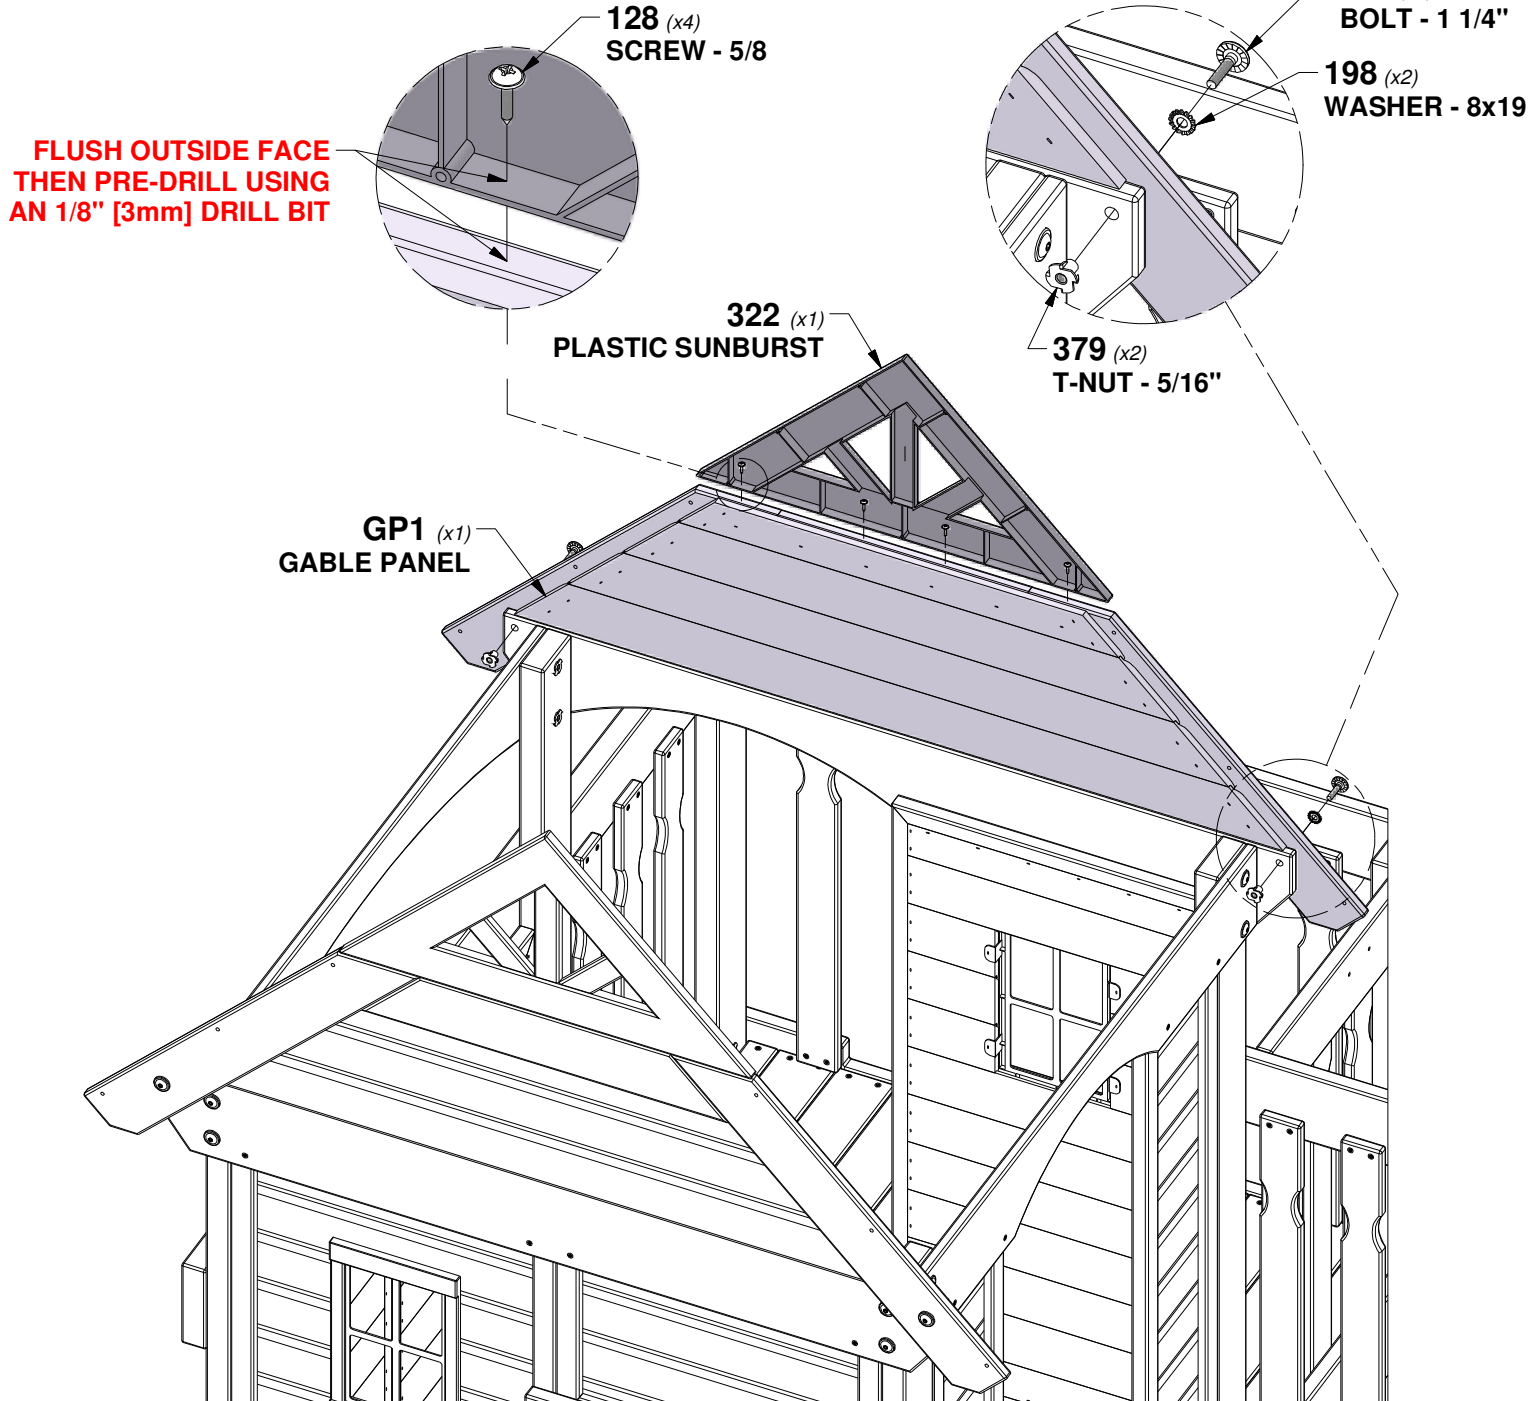 128 (x4)
SCREW - 5/8
BOLT - 1 1/4"
198 (x2)
WASHER - 8x19
FLUSH OUTSIDE FACE
THEN PRE-DRILL USING
AN 1/8" [3mm] DRILL BIT
322 (x1)
PLASTIC SUNBURST
379 (x2)
T-NUT - 5/16"
GP1 (x1)
GABLE PANEL